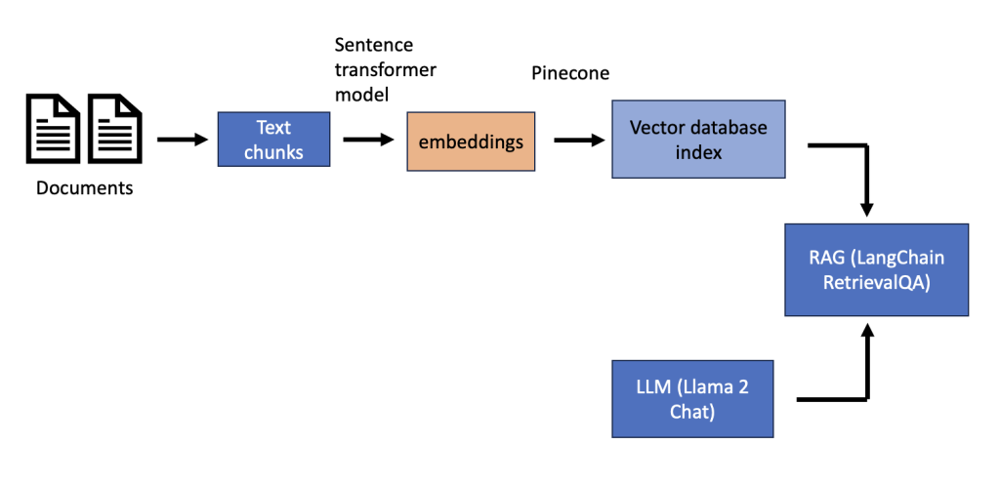 Sentence
transformer
model
Pinecone
Documents
Text
chunks
embeddings
Vector database
index
RAG (LangChain
RetrievalQA)
LLM (Llama 2
Chat)